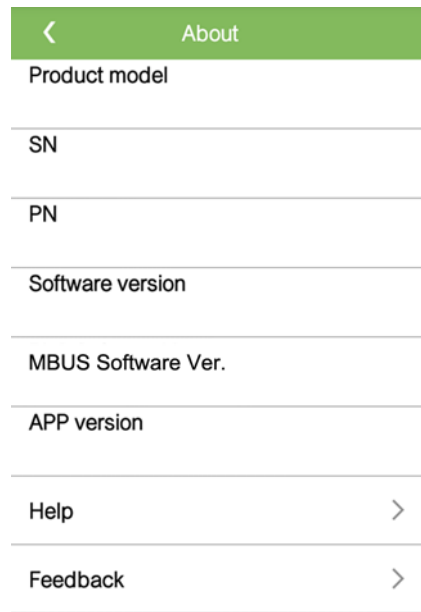 About
Product model
SN
PN
Software version
MBUS Software Ver.
APP version
Help
Feedback